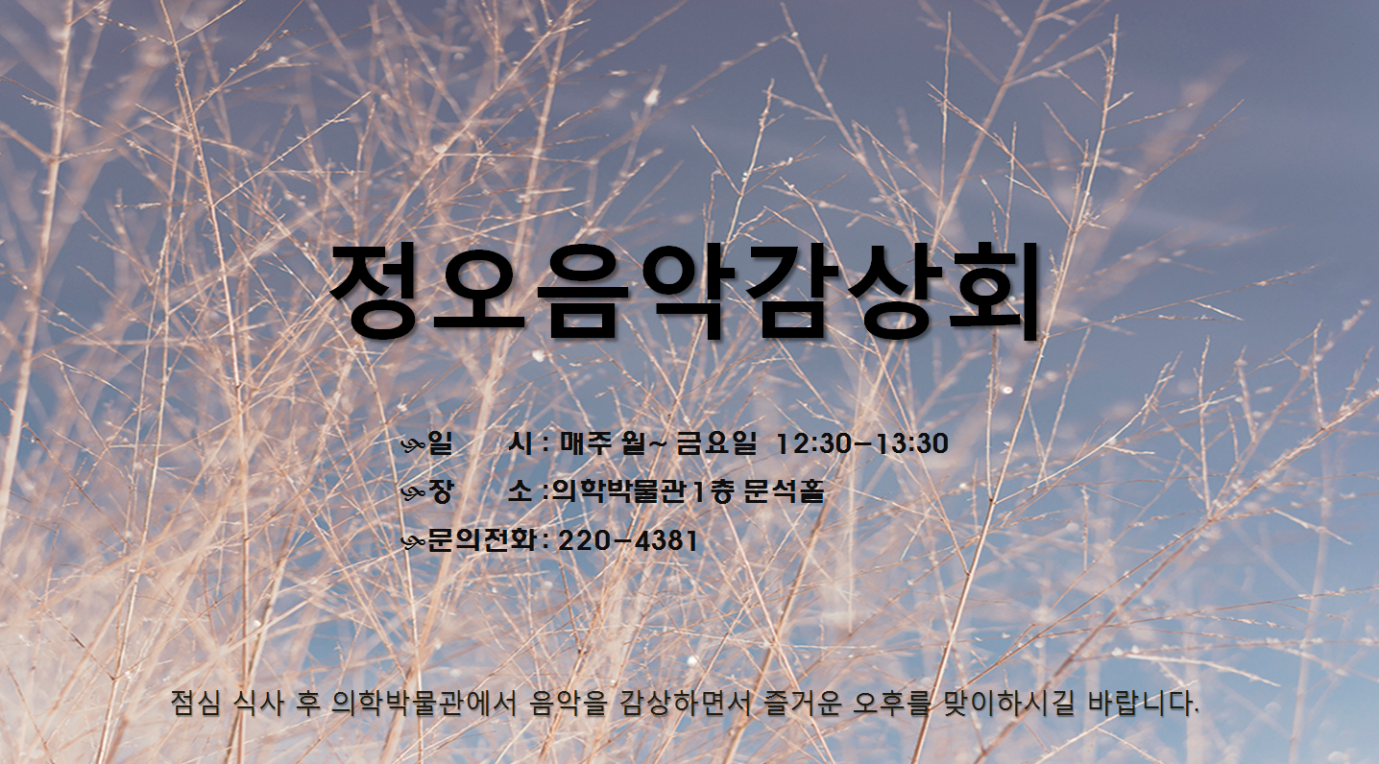 정오음악감상회
일 시 : 매주 월~ 금요일 12:30-13:30
장 소 :의학박물관 1층 문석홀
문의전화 : 220-4381
점심 식사 후 의학박물관에서 음악을 감상하면서 즐거운 오후를 맞이하시길 바랍니다.